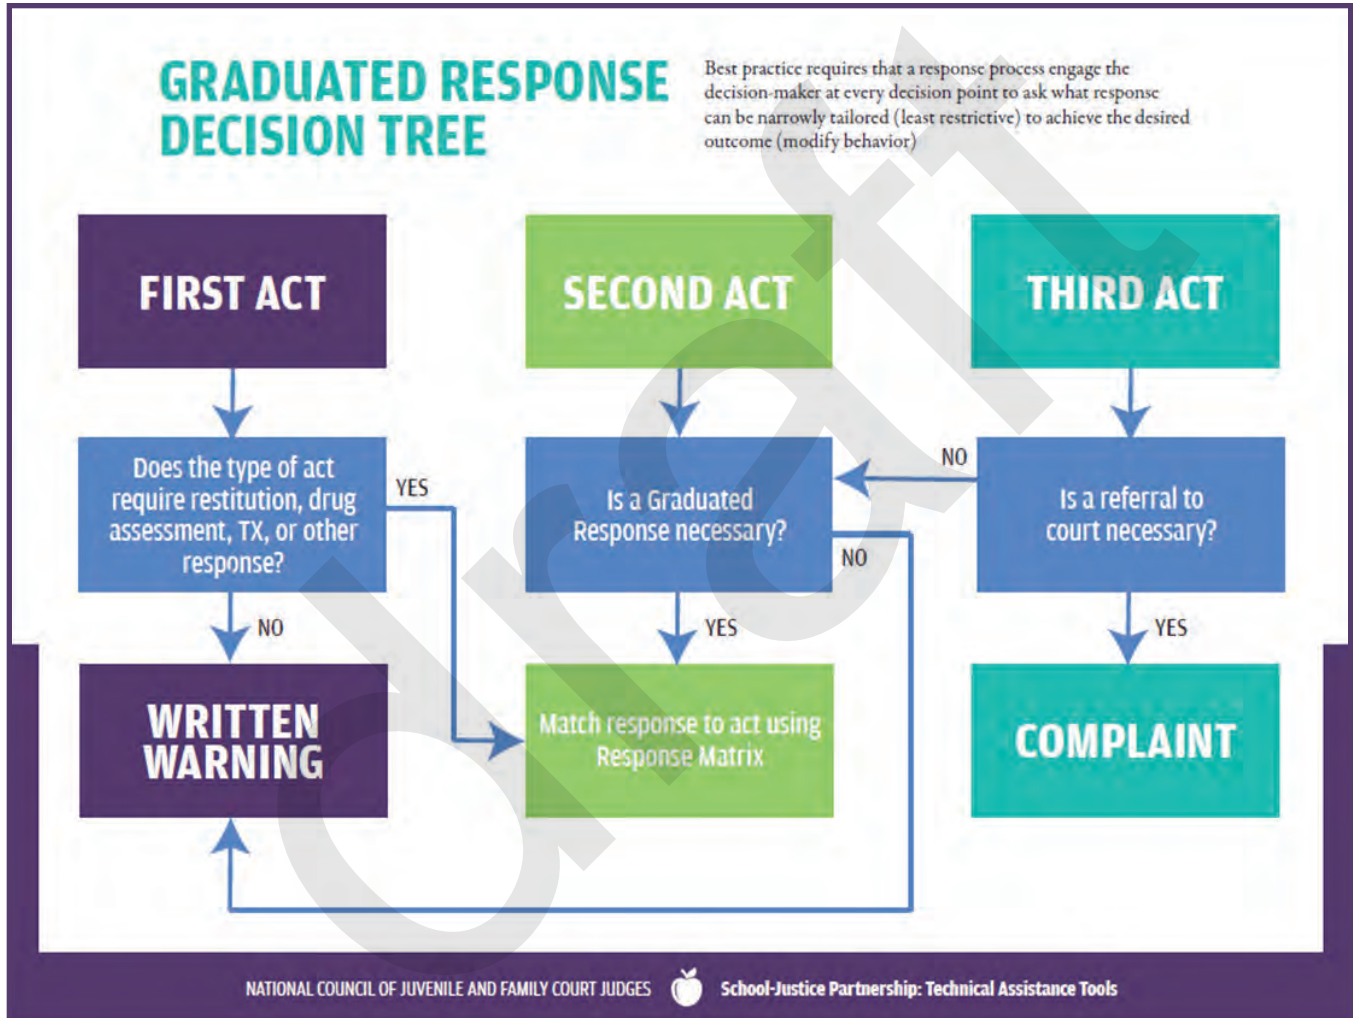 GRADUATED RESPONSE
DECISION TREE
Best practice requires that a response process engage the
decision-maker at every decision point to ask what response
can be narrowly tailored (least restrictive) to achieve the desired
outcome (modify behavior)
FIRST ACT
SECOND ACT
THIRD ACT
Does the type of act
require restitution, drug
assessment, TX, or other
response?
YES
Is a Graduated
Response necessary?
NO
Is a referral to
court necessary?
NO
NO
YES
YES
WRITTEN
WARNING
Match response to act using
Response Matrix
COMPLAINT
draft
NATIONAL COUNCIL OF JUVENILE AND FAMILY COURT JUDGES
School-Justice Partnership: Technical Assistance Tools